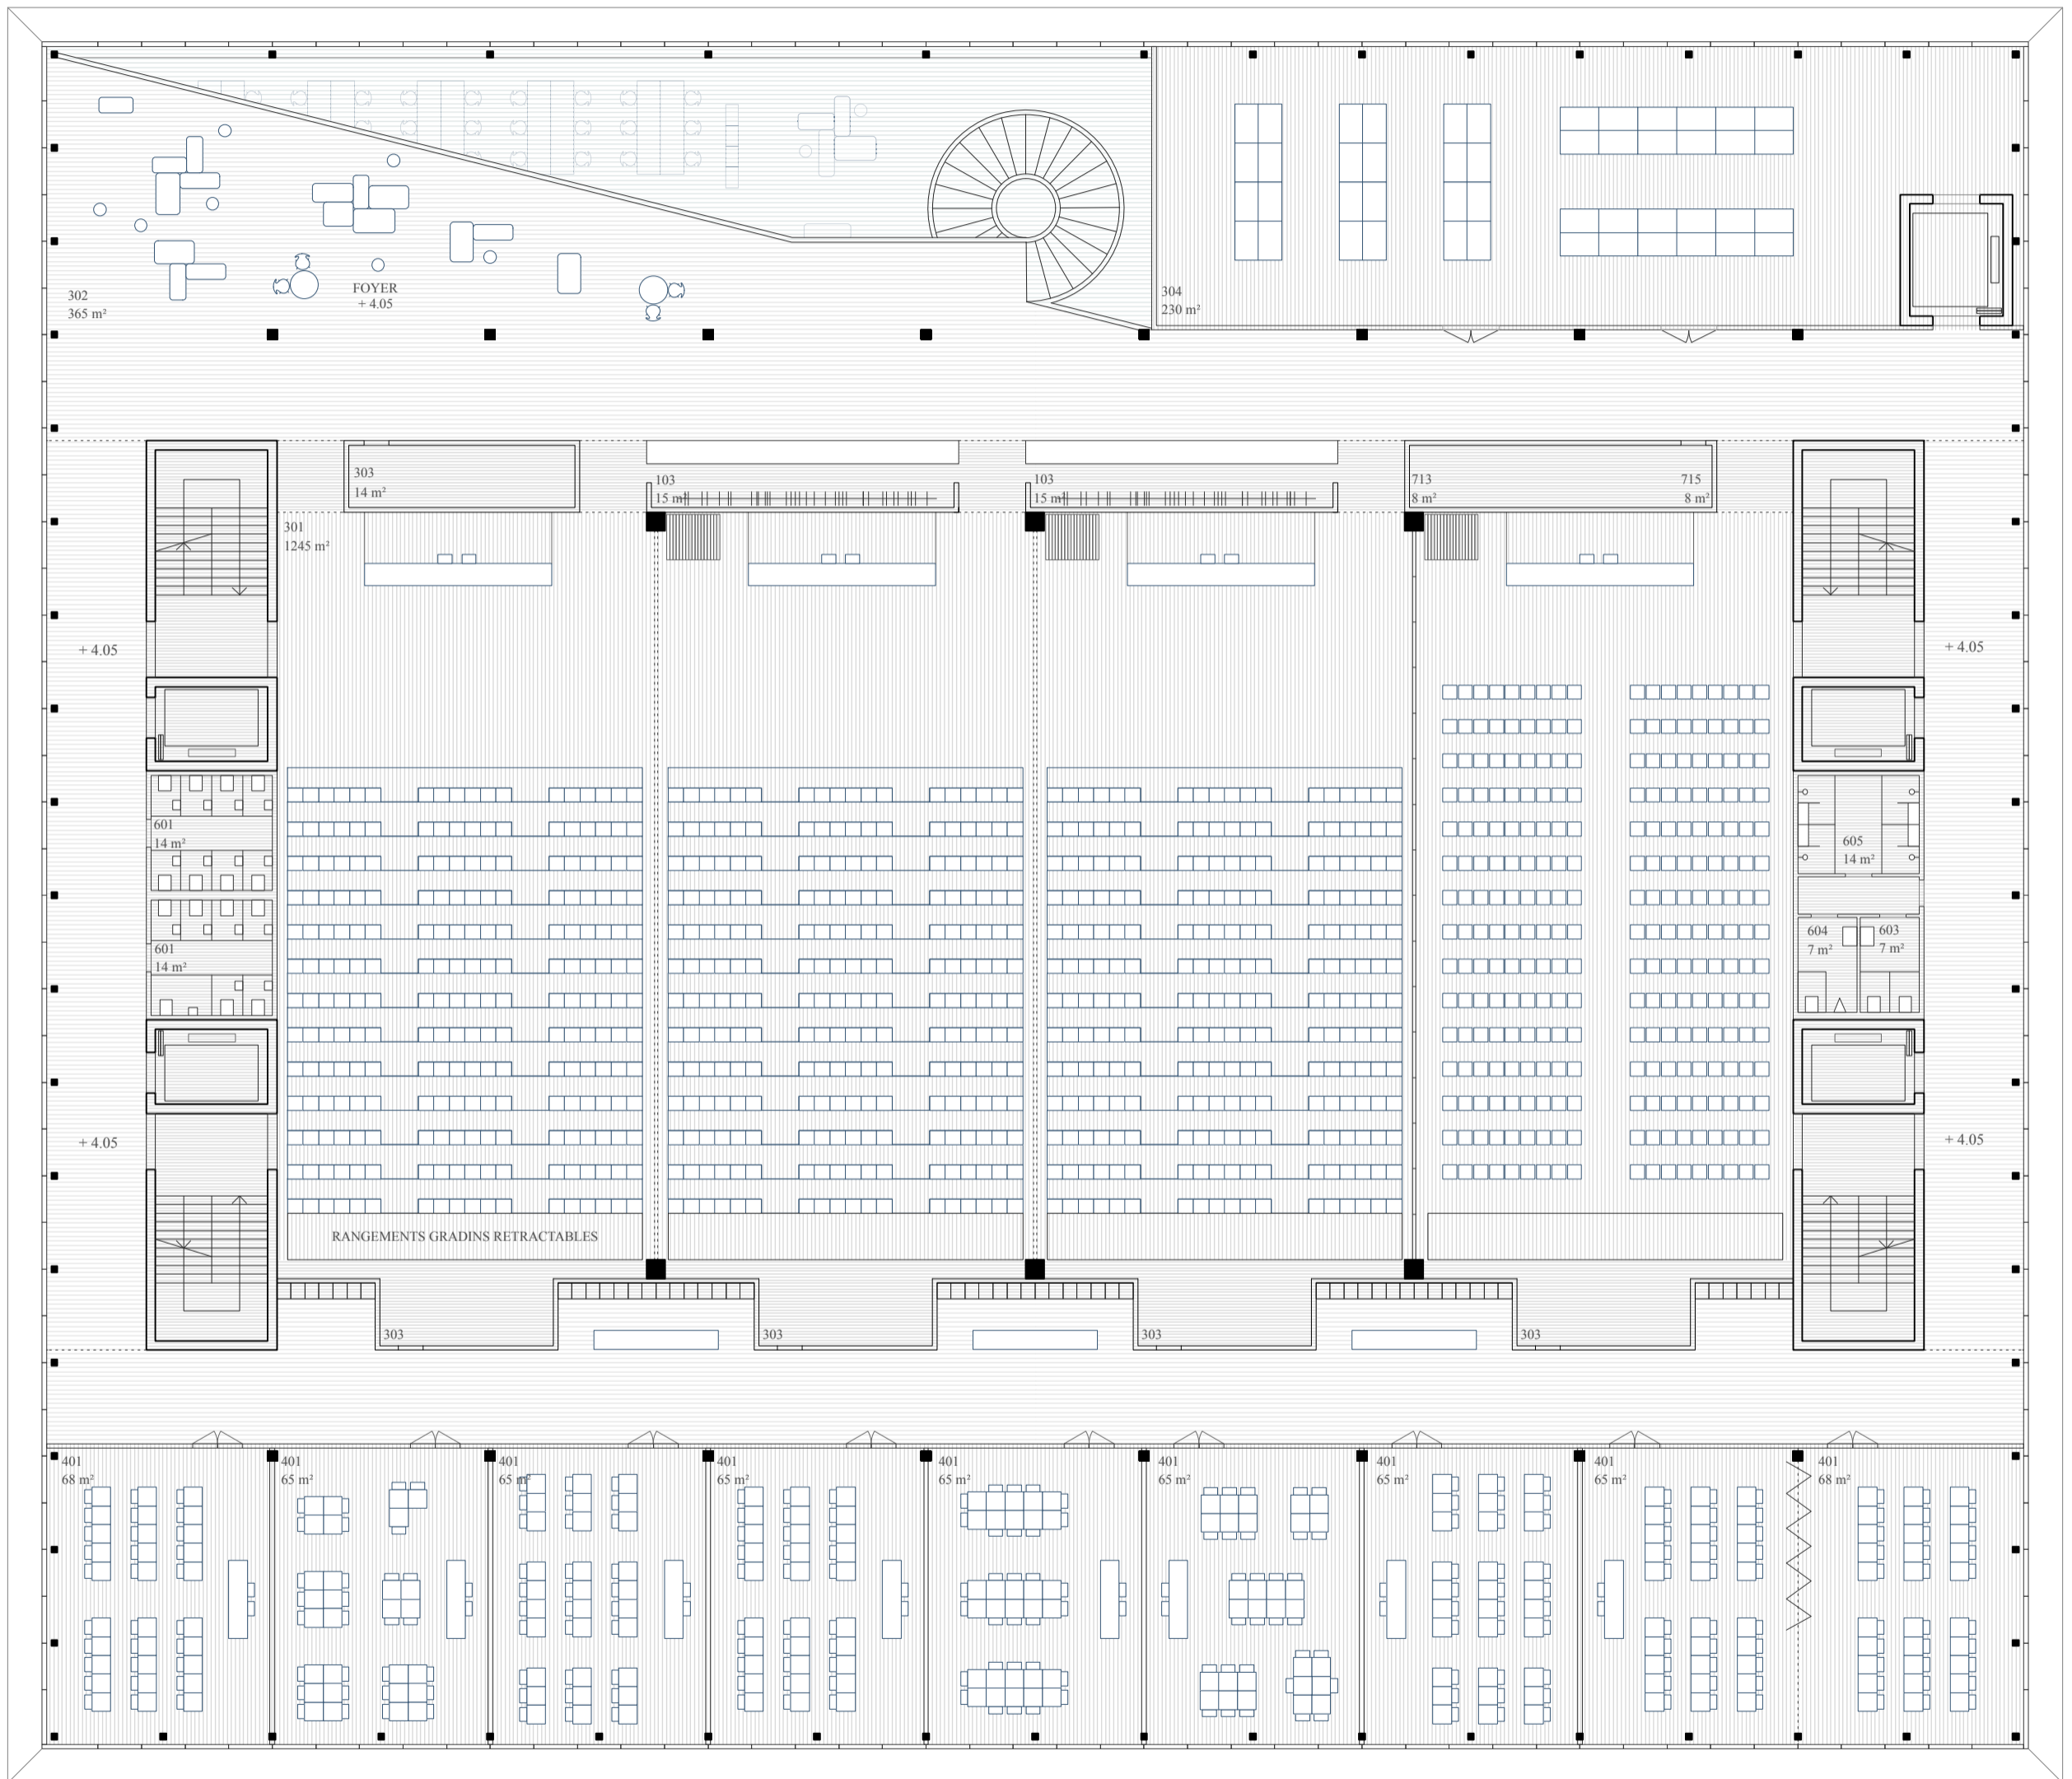 302
365 m²
FOYER
+ 4.05
304
230 m²
303
14 m²
103
15 m²
103
15 m²
713
8 m²
715
8 m²
301
1245 m²
+ 4.05
+ 4.05
601
14 m²
605
14 m²
601
14 m²
604
7 m²
603
7 m²
+ 4.05
+ 4.05
RANGEMENTS GRADINS RETRACTABLES
303
303
303
303
401
68 m²
401
65 m²
401
65 m²
401
65 m²
401
65 m²
401
65 m²
401
65 m²
401
65 m²
401
68 m²